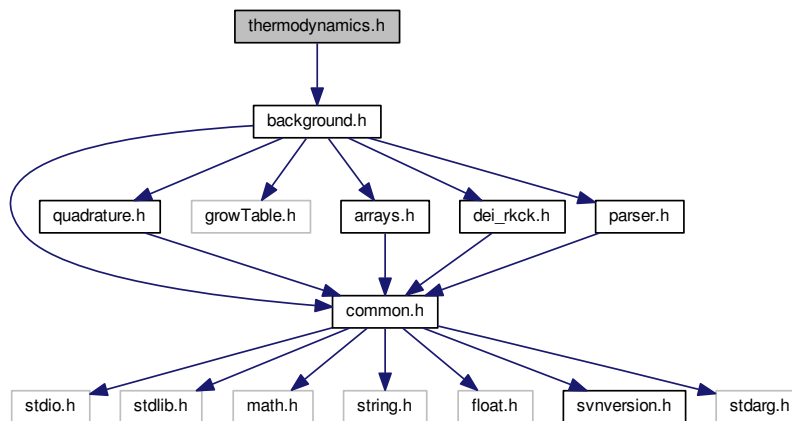 thermodynamics.h
background.h
quadrature.h
growTable.h
arrays.h
dei_rkck.h
parser.h
common.h
stdio.h
stdlib.h
math.h
string.h
float.h
svnversion.h
stdarg.h